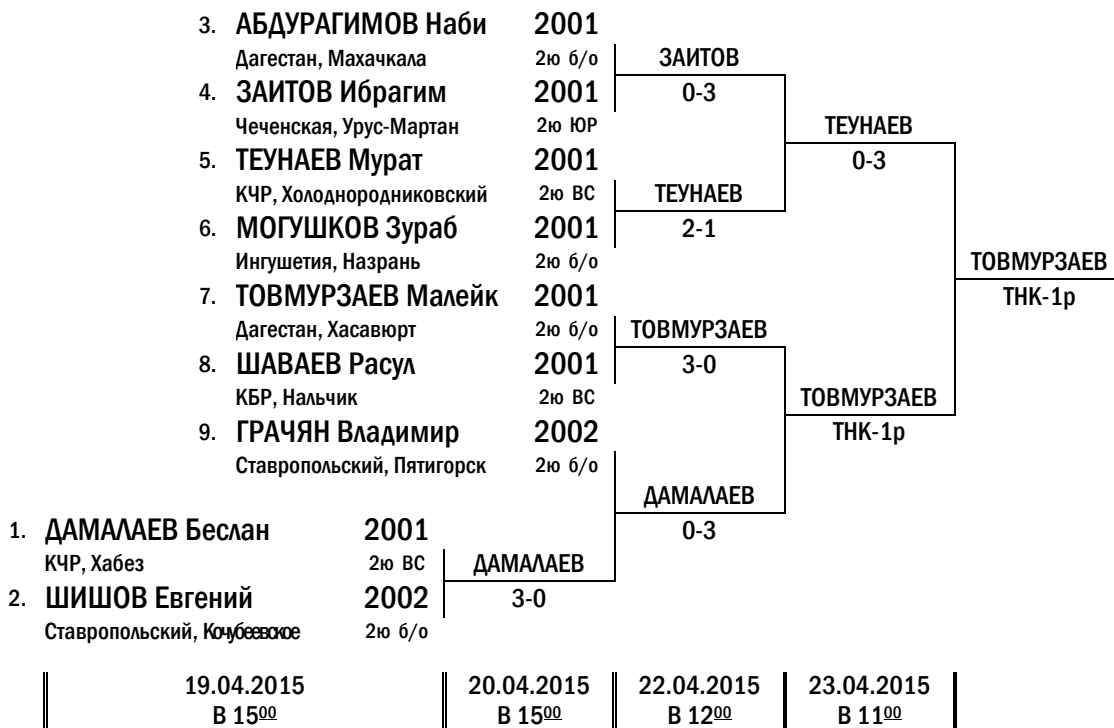 3. АБДУРАГИМОВ Наби 2001
Дагестан, Махачкала 2ю б/о ЗАИТОВ
4. ЗАИТОВ Ибрагим 2001 0-3
Чеченская, Урус-Мартан 2ю ЮР ТЕУНАЕВ
5. ТЕУНАЕВ Мурат 2001 0-3
КЧР, Холоднородниковский 2ю ВС ТЕУНАЕВ
6. МОГУШКОВ Зураб 2001 2-1
Ингушетия, Назрань 2ю б/о ТОВМУРЗАЕВ
7. ТОВМУРЗАЕВ Малейк 2001 ТНК-1р
Дагестан, Хасавюрт 2ю б/о ТОВМУРЗАЕВ
8. ШАВАЕВ Расул 2001 3-0
КБР, Нальчик 2ю ВС ТОВМУРЗАЕВ
9. ГРАЧЯН Владимир 2002 ТНК-1р
Ставропольский, Пятигорск 2ю б/о
ДАМАЛАЕВ
1. ДАМАЛАЕВ Беслан 2001 0-3
КЧР, Хабез 2ю ВС ДАМАЛАЕВ
2. ШИШОВ Евгений 2002 3-0
Ставропольский, Кочубеевское 2ю б/о
19.04.2015 20.04.2015 22.04.2015 23.04.2015
В 1500 В 1500 В 1200 В 1100